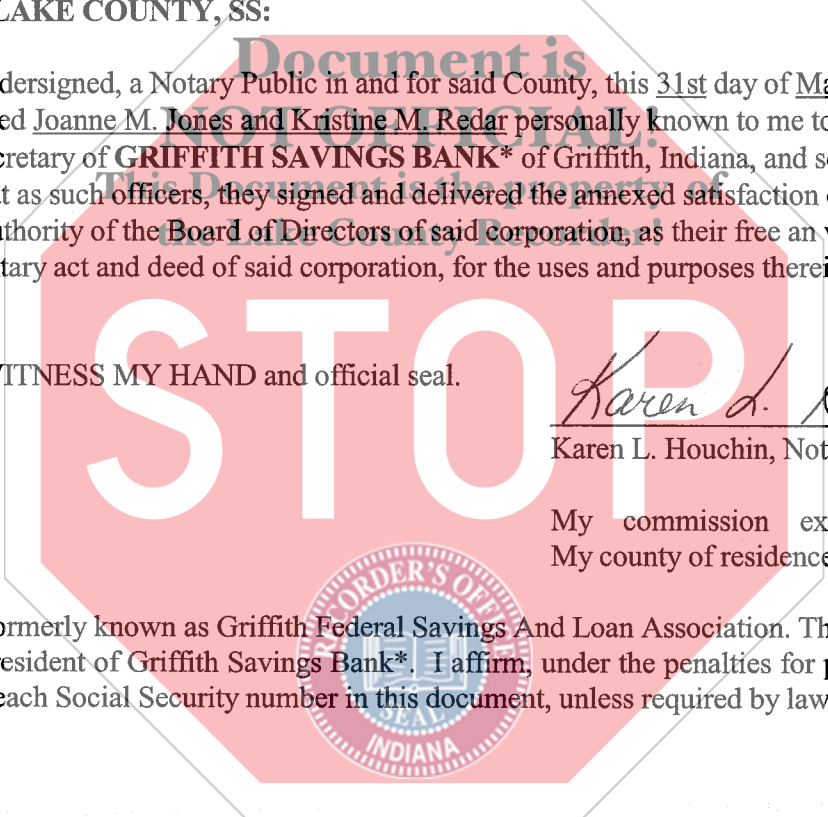 LAKE COUNTY, SS:
Document is
dersigned, a Notary Public in and for said County, this 31st day of Ma
ed Joanne M. Jones and Kristine M. Redar personally known to me to
NOT OFFICIAL!
cretary of GRIFFITH SAVINGS BANK* of Griffith, Indiana, and s
This Document is the property of
t as such officers, they signed and delivered the annexed satisfaction
uthority of the Board of Directors of said corporation, as their free an v
the Lake County Recorder!
tary act and deed of said corporation, for the uses and purposes therei
STOP
ITNESS MY HAND and official seal.
Karen L.
Karen L. Houchin, Not
My commission ex
My county of residence
RECORDER'S OFFICE
ormerly known as Griffith Federal Savings And Loan Association. Th
resident of Griffith Savings Bank*. I affirm, under the penalties for p
each Social Security number in this document, unless required by law
SEAL
INDIANA